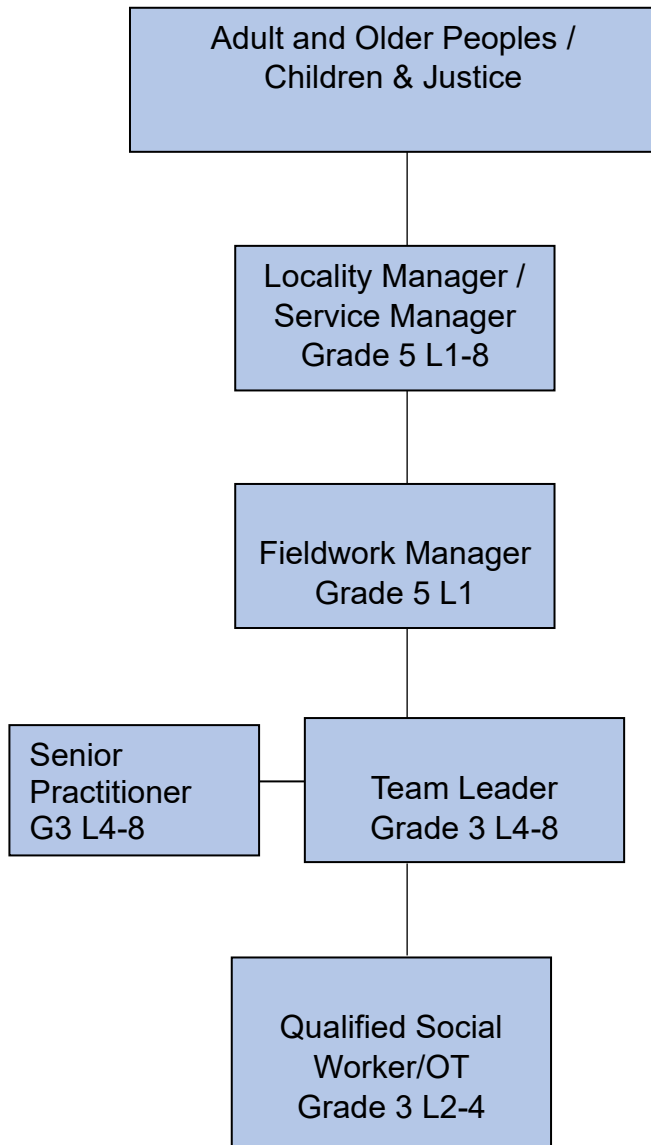 Adult and Older Peoples /
Children & Justice
Locality Manager /
Service Manager
Grade 5 L1-8
Fieldwork Manager
Grade 5 L1
Senior
Practitioner
G3 L4-8
Team Leader
Grade 3 L4-8
Qualified Social
Worker/OT
Grade 3 L2-4